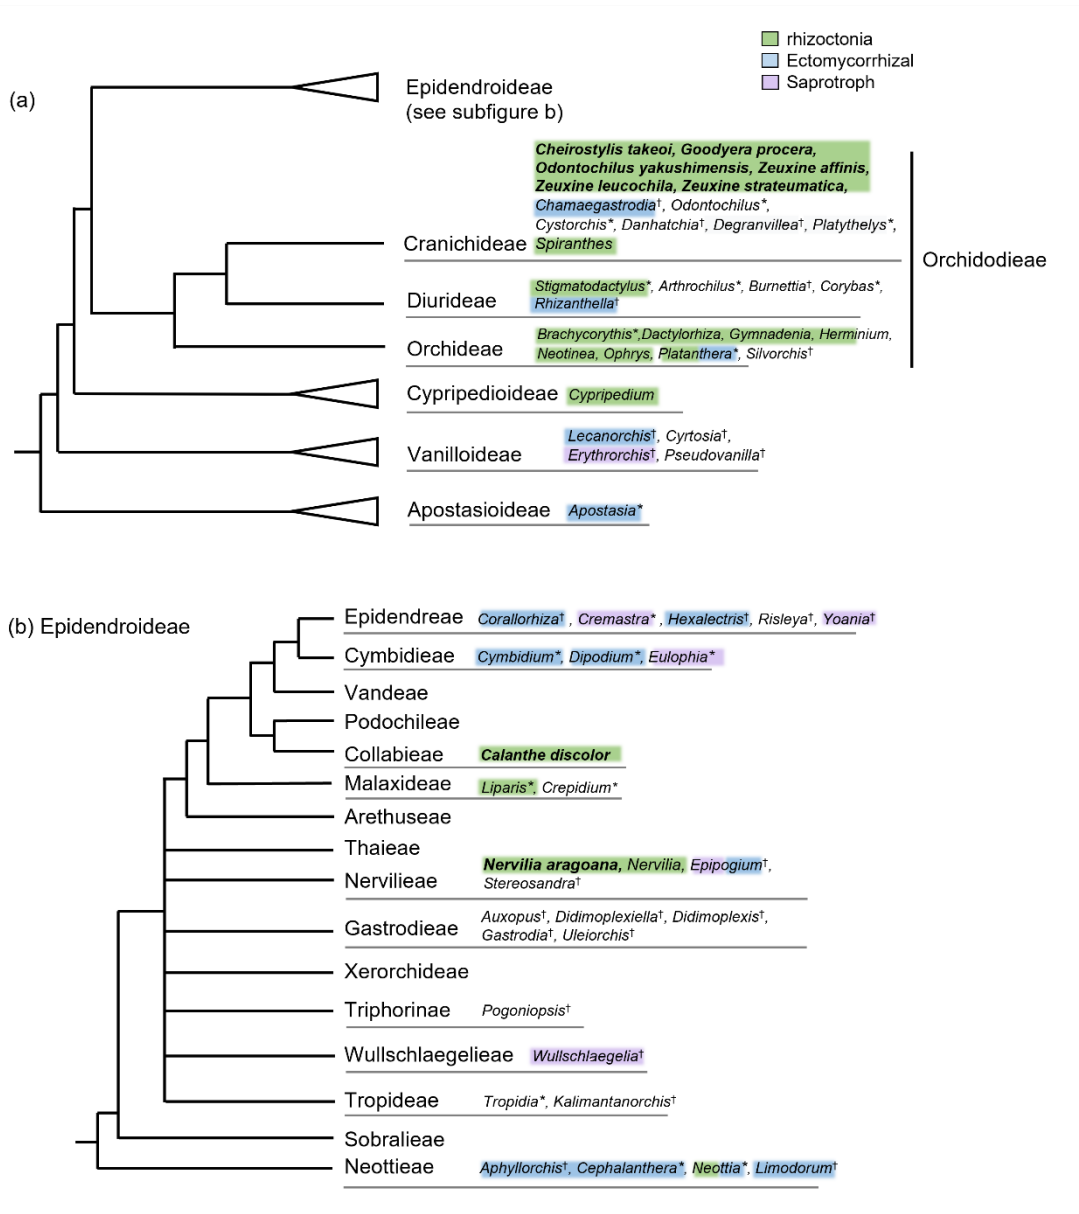 rhizoctonia
Ectomycorrhizal
Saprotroph
(a)
Epidendroideae
(see subfigure b)
Cheirostylis takeoi, Goodyera procera,
Odontochilus yakushimensis, Zeuxine affinis,
Zeuxine leucochila, Zeuxine strateumatica,
Chamaegastrodia†, Odontochilus*,
Cystorchis*, Danhatchia†, Degranvillea†, Platythelys*,
Cranichideae Spiranthes
Orchidodieae
Stigmatodactylus*, Arthrochilus*, Burnettia†, Corybas*,
Diurideae Rhizanthella†
Brachycorythis*,Dactylorhiza, Gymnadenia, Herminium,
Orchideae Neotinea, Ophrys, Platanthera*, Silvorchis†
Cypripedioideae Cypripedium
Lecanorchis†, Cyrtosia†,
Vanilloideae Erythrorchis†, Pseudovanilla†
Apostasioideae Apostasia*
(b) Epidendroideae
Epidendreae Corallorhiza† , Cremastra* , Hexalectris†, Risleya†, Yoania†
Cymbidieae Cymbidium*, Dipodium*, Eulophia*
Vandeae
Podochileae
Collabieae Calanthe discolor
Malaxideae Liparis*, Crepidium*
Arethuseae
Thaieae
Nervilia aragoana, Nervilia, Epipogium†,
Nervilieae Stereosandra†
Auxopus†, Didimoplexiella†, Didimoplexis†,
Gastrodieae Gastrodia†, Uleiorchis†
Xerorchideae
Triphorinae Pogoniopsis†
Wullschlaegelieae Wullschlaegelia†
Tropideae Tropidia*, Kalimantanorchis†
Sobralieae
Neottieae Aphyllorchis†, Cephalanthera*, Neottia*, Limodorum†